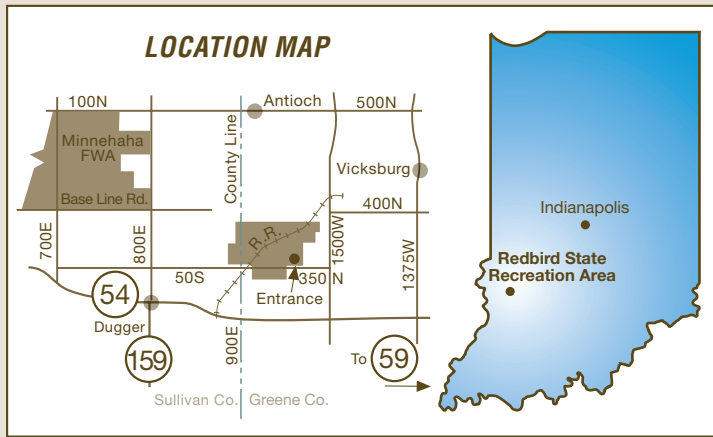 LOCATION MAP
100N
Antioch
500N
Minnehaha
FWA
County Line
Vicksburg
Base Line Rd.
400N
Indianapolis
700E
800E
R.R.
1500W
1375W
Redbird State
Recreation Area
50S
350 N
54
Entrance
Dugger
159
900E
To 59
Sullivan Co.
Greene Co.